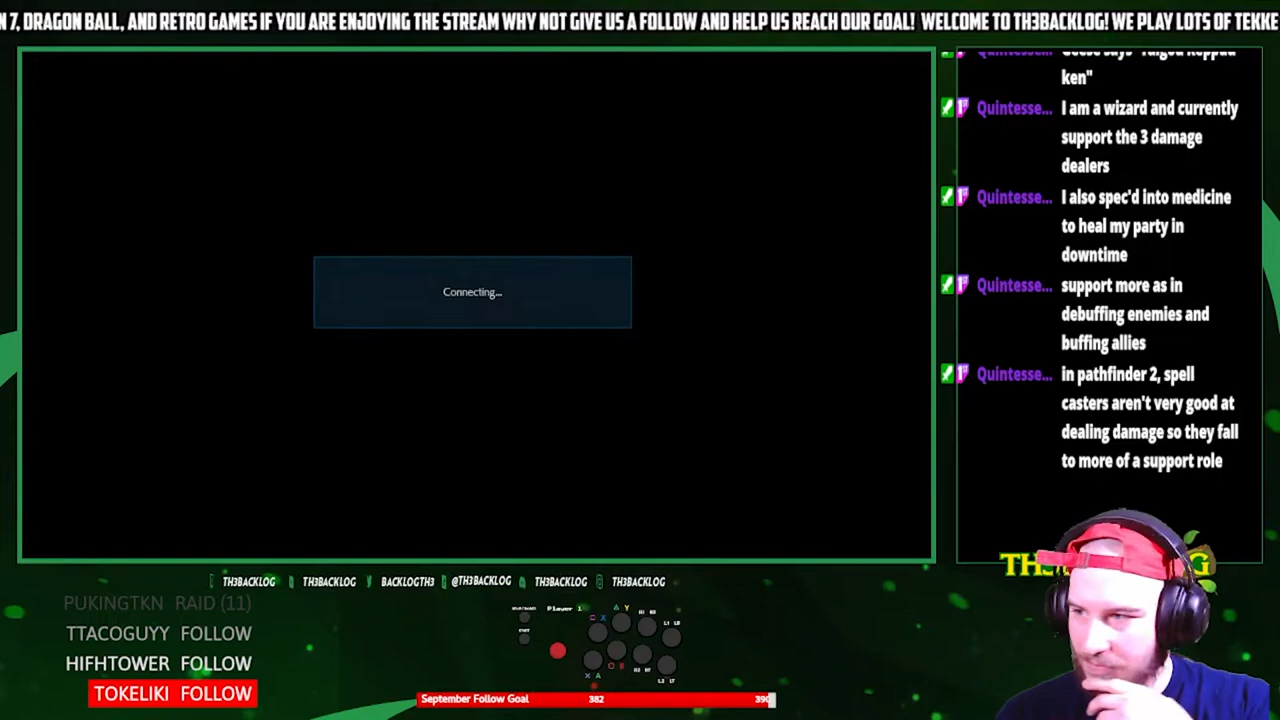 N 7, DRAGON BALL, AND RETRO GAMES IF YOU ARE ENJOYING THE STREAM WHY NOT GIVE US A FOLLOW AND HELP US REACH OUR GOAL! WELCOME TO TH3BACKLOG! WE PLAY LOTS OF TEKKE
ken"
Quintesse... I am a wizard and currently
support the 3 damage
dealers
Quintesse... I also spec'd into medicine
to heal my party in
downtime
Quintesse... support more as in
debuffing enemies and
buffing allies
Quintesse... in pathfinder 2, spell
casters aren't very good at
dealing damage so they fall
to more of a support role
Connecting...
TH3BACKLOG TH3BACKLOG BACKLOGTH3 @TH3BACKLOG TH3BACKLOG TH3BACKLOG
PUKINGTKN RAID (11)
TTACOGUYY FOLLOW
HIFHTOWER FOLLOW
TOKELIKI FOLLOW
Player 1
September Follow Goal 382 390